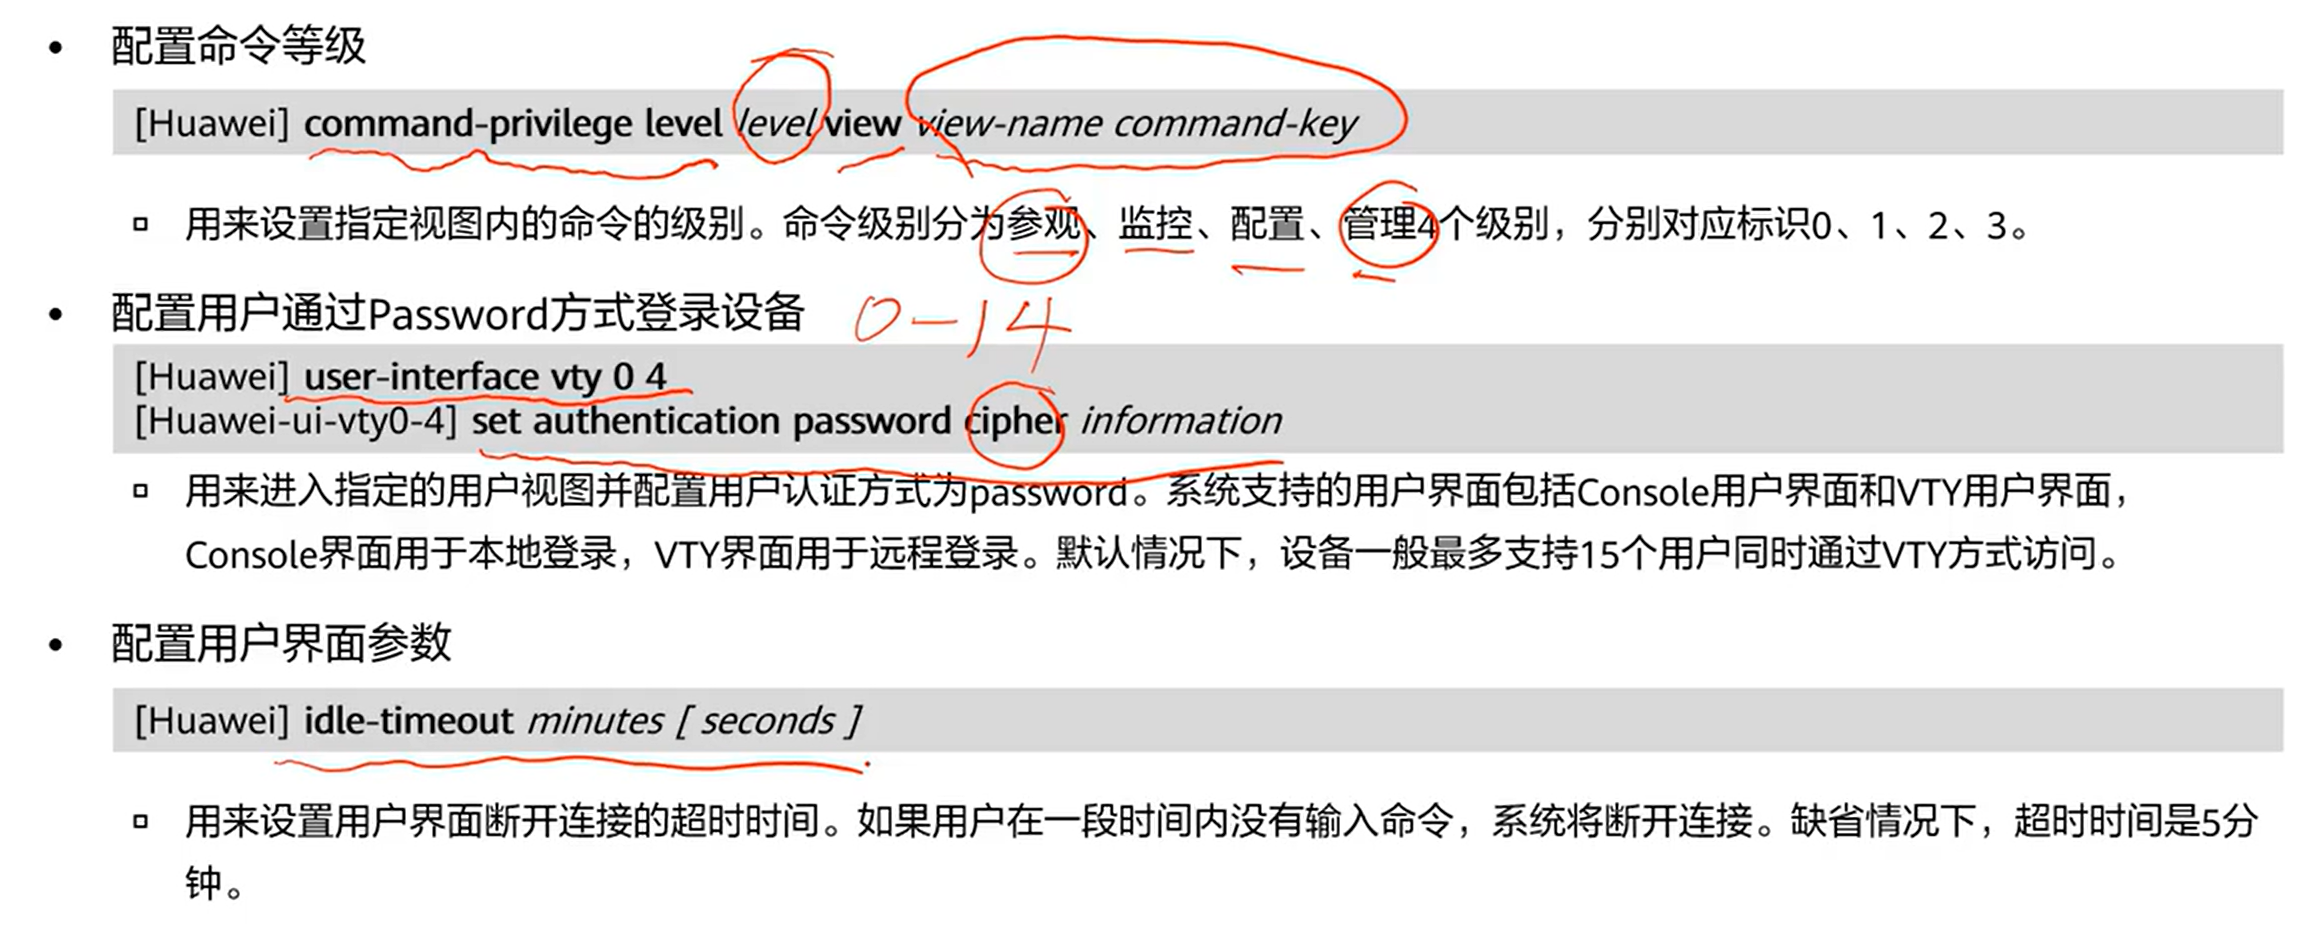 • 配置命令等级
[Huawei] command-privilege level level view view-name command-key
▫ 用来设置指定视图内的命令的级别。命令级别分为参观、监控、配置、管理4个级别，分别对应标识0、1、2、3。
• 配置用户通过Password方式登录设备 0-14
[Huawei] user-interface vty 0 4
[Huawei-ui-vty0-4] set authentication password cipher information
▫ 用来进入指定的用户视图并配置用户认证方式为password。系统支持的用户界面包括Console用户界面和VTY用户界面，
Console界面用于本地登录，VTY界面用于远程登录。默认情况下，设备一般最多支持15个用户同时通过VTY方式访问。
• 配置用户界面参数
[Huawei] idle-timeout minutes [ seconds ]
▫ 用来设置用户界面断开连接的超时时间。如果用户在一段时间内没有输入命令，系统将断开连接。缺省情况下，超时时间是5分
钟。